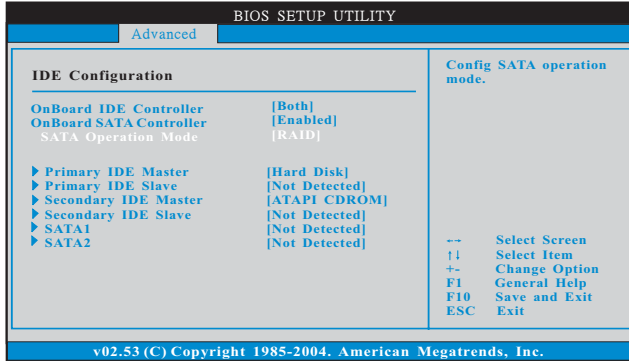 BIOS SETUP UTILITY
Advanced
IDE Configuration
OnBoard IDE Controller [Both]
OnBoard SATA Controller [Enabled]
SATA Operation Mode [RAID]
Primary IDE Master [Hard Disk]
Primary IDE Slave [Not Detected]
Secondary IDE Master [ATAPI CDROM]
Secondary IDE Slave [Not Detected]
SATA1 [Not Detected]
SATA2 [Not Detected]
Config SATA operation
mode.
←→ Select Screen
↑↓ Select Item
+- Change Option
F1 General Help
F10 Save and Exit
ESC Exit
v02.53 (C) Copyright 1985-2004. American Megatrends, Inc.